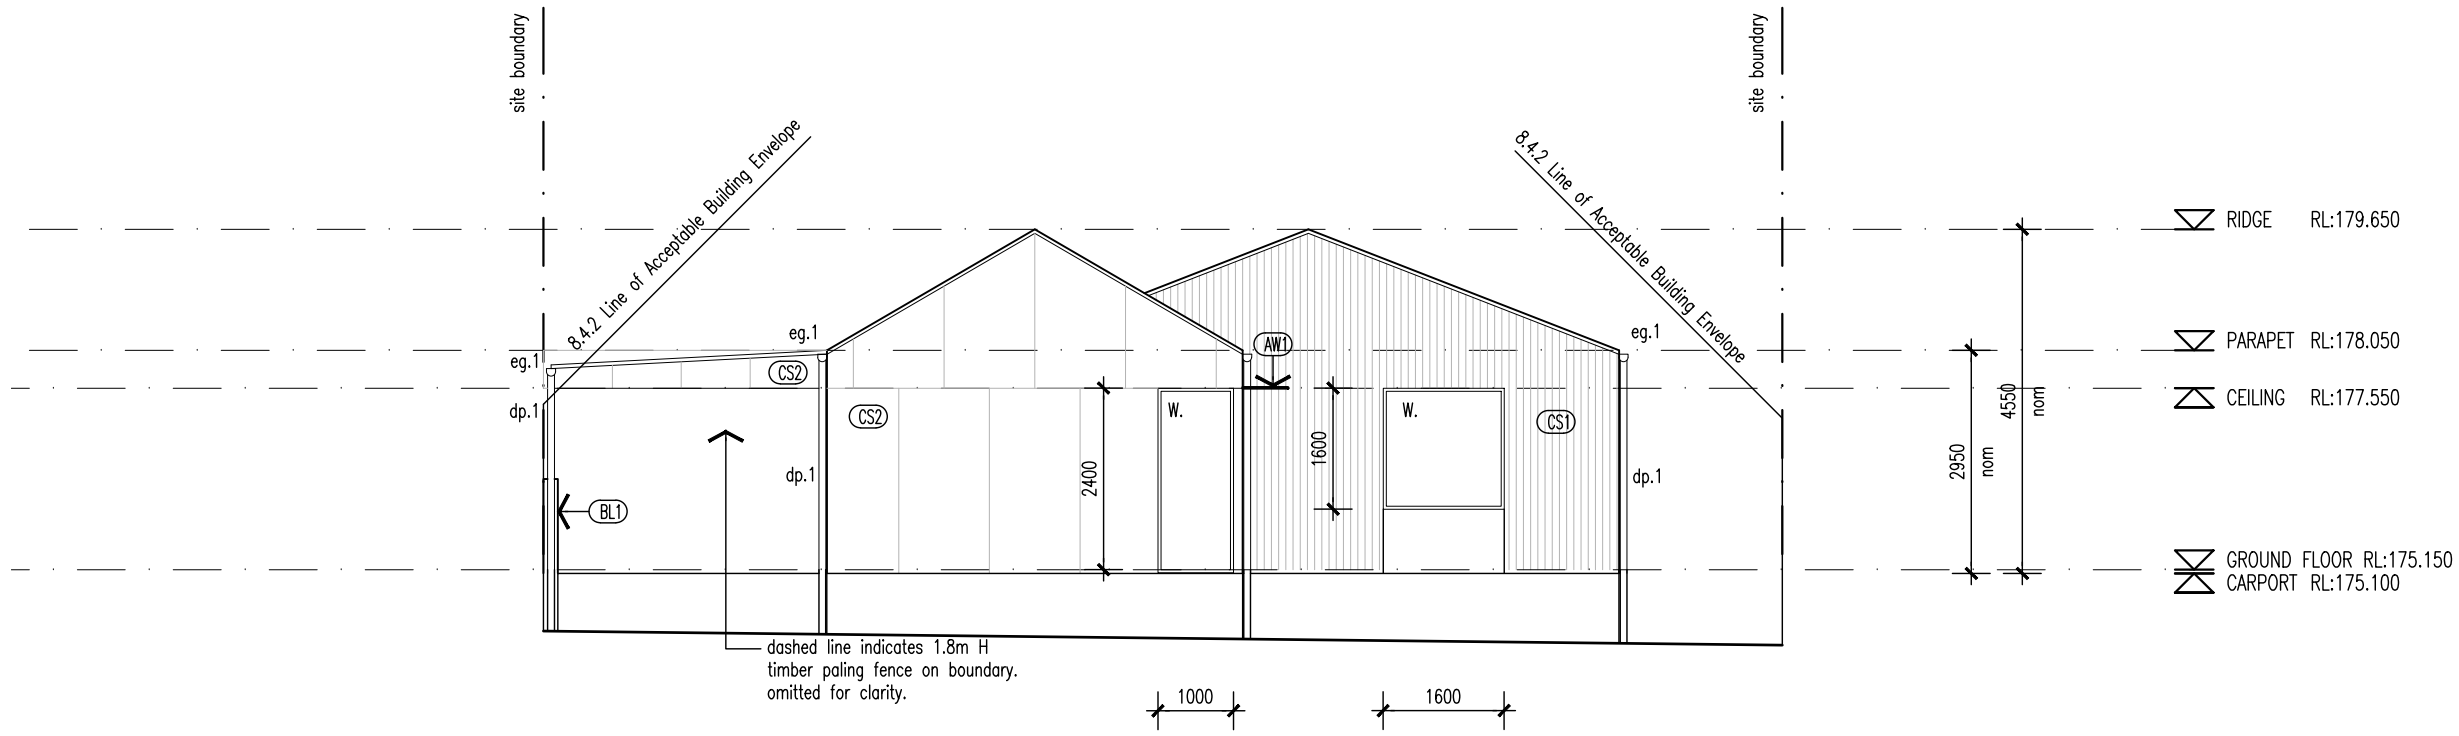 site boundary
site boundary
8.4.2 Line of Acceptable Building Envelope
8.4.2 Line of Acceptable Building Envelope
RIDGE RL:179.650
eg.1
eg.1
AW1
PARAPET RL:178.050
eg.1
CS2
CEILING RL:177.550
4550
nom
dp.1
CS2
W.
W.
CS1
1600
2950
nom
dp.1
2400
dp.1
BL1
GROUND FLOOR RL:175.150
CARPORT RL:175.100
dashed line indicates 1.8m H
timber paling fence on boundary.
omitted for clarity.
1000
1600